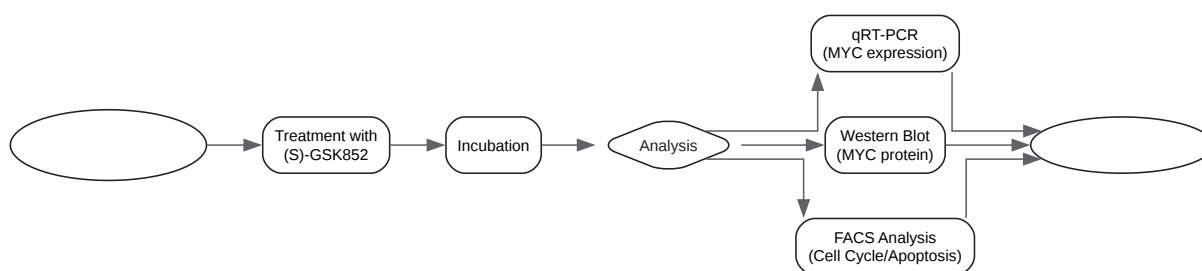 Treatment with
(S)-GSK852
Incubation
Analysis
qRT-PCR
(MYC expression)
Western Blot
(MYC protein)
FACS Analysis
(Cell Cycle/Apoptosis)